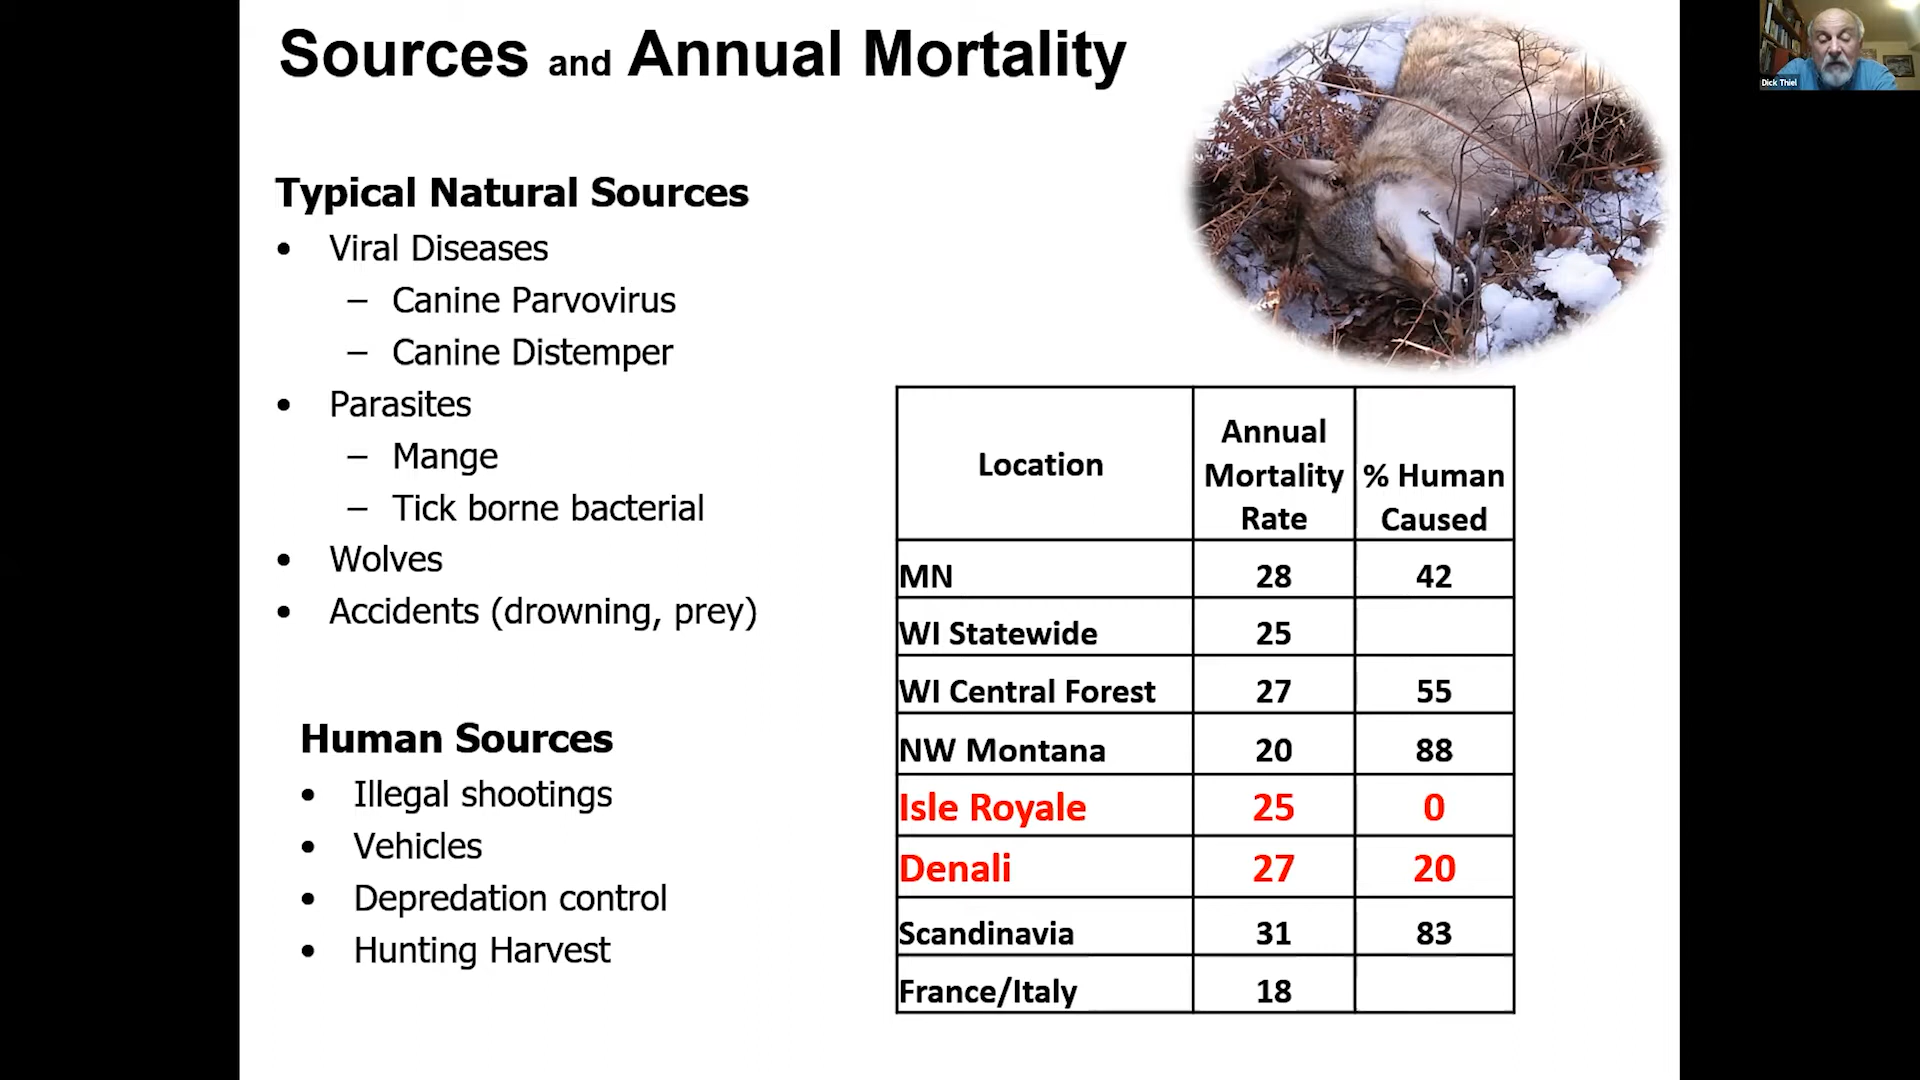 Sources and Annual Mortality
Dick Thiel
Typical Natural Sources
• Viral Diseases
– Canine Parvovirus
– Canine Distemper
• Parasites
– Mange
– Tick borne bacterial
• Wolves
• Accidents (drowning, prey)
Human Sources
• Illegal shootings
• Vehicles
• Depredation control
• Hunting Harvest
Location Annual Mortality Rate % Human Caused
MN 28 42
WI Statewide 25
WI Central Forest 27 55
NW Montana 20 88
Isle Royale 25 0
Denali 27 20
Scandinavia 31 83
France/Italy 18